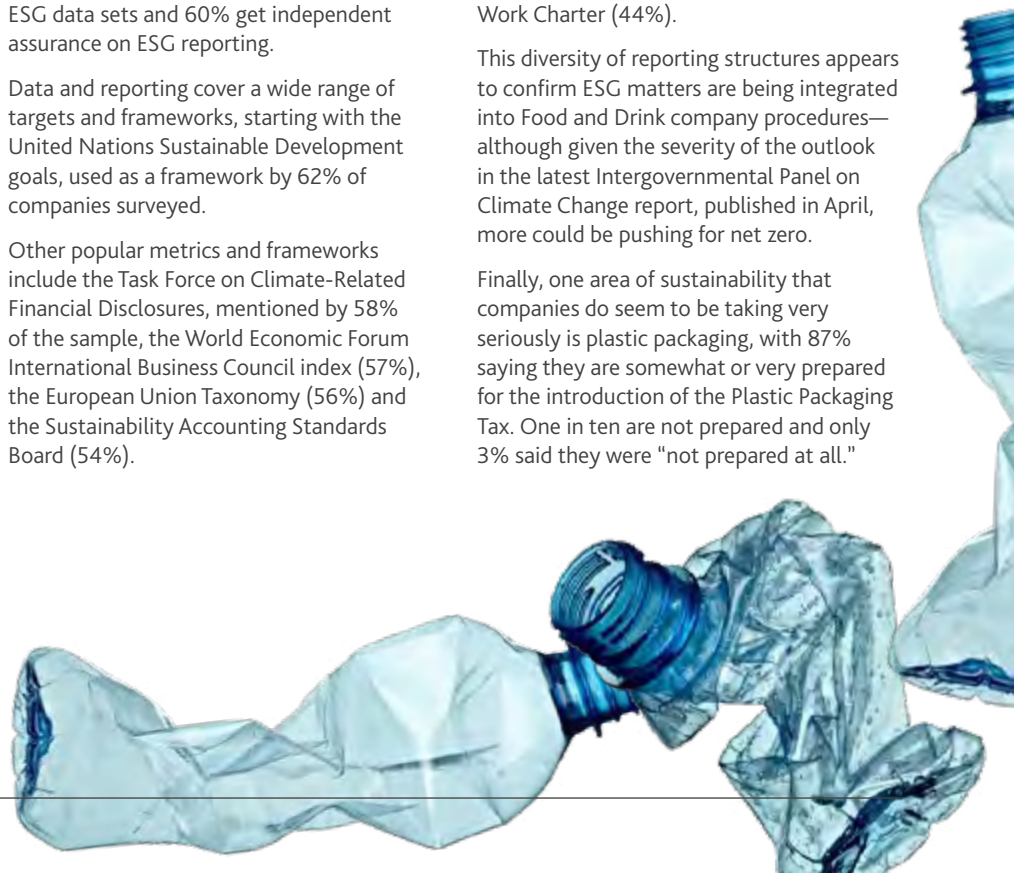 ESG data sets and 60% get independent
assurance on ESG reporting.
Data and reporting cover a wide range of
targets and frameworks, starting with the
United Nations Sustainable Development
goals, used as a framework by 62% of
companies surveyed.
Other popular metrics and frameworks
include the Task Force on Climate-Related
Financial Disclosures, mentioned by 58%
of the sample, the World Economic Forum
International Business Council index (57%),
the European Union Taxonomy (56%) and
the Sustainability Accounting Standards
Board (54%).
Work Charter (44%).
This diversity of reporting structures appears
to confirm ESG matters are being integrated
into Food and Drink company procedures—
although given the severity of the outlook
in the latest Intergovernmental Panel on
Climate Change report, published in April,
more could be pushing for net zero.
Finally, one area of sustainability that
companies do seem to be taking very
seriously is plastic packaging, with 87%
saying they are somewhat or very prepared
for the introduction of the Plastic Packaging
Tax. One in ten are not prepared and only
3% said they were “not prepared at all.”